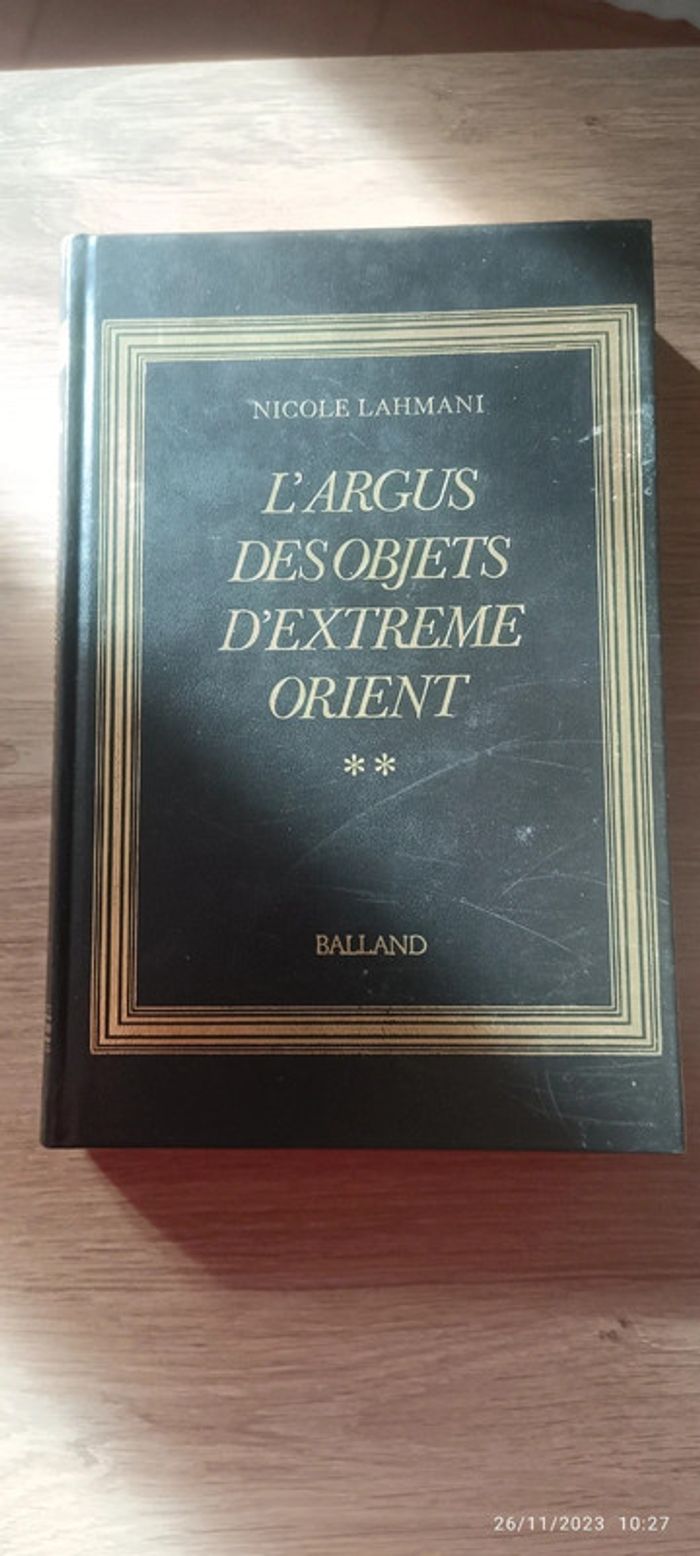 NICOLE LAHMANI
L'ARGUS
DES OBJETS
D'EXTREME
ORIENT
**
BALLAND
26/11/2023 10:27